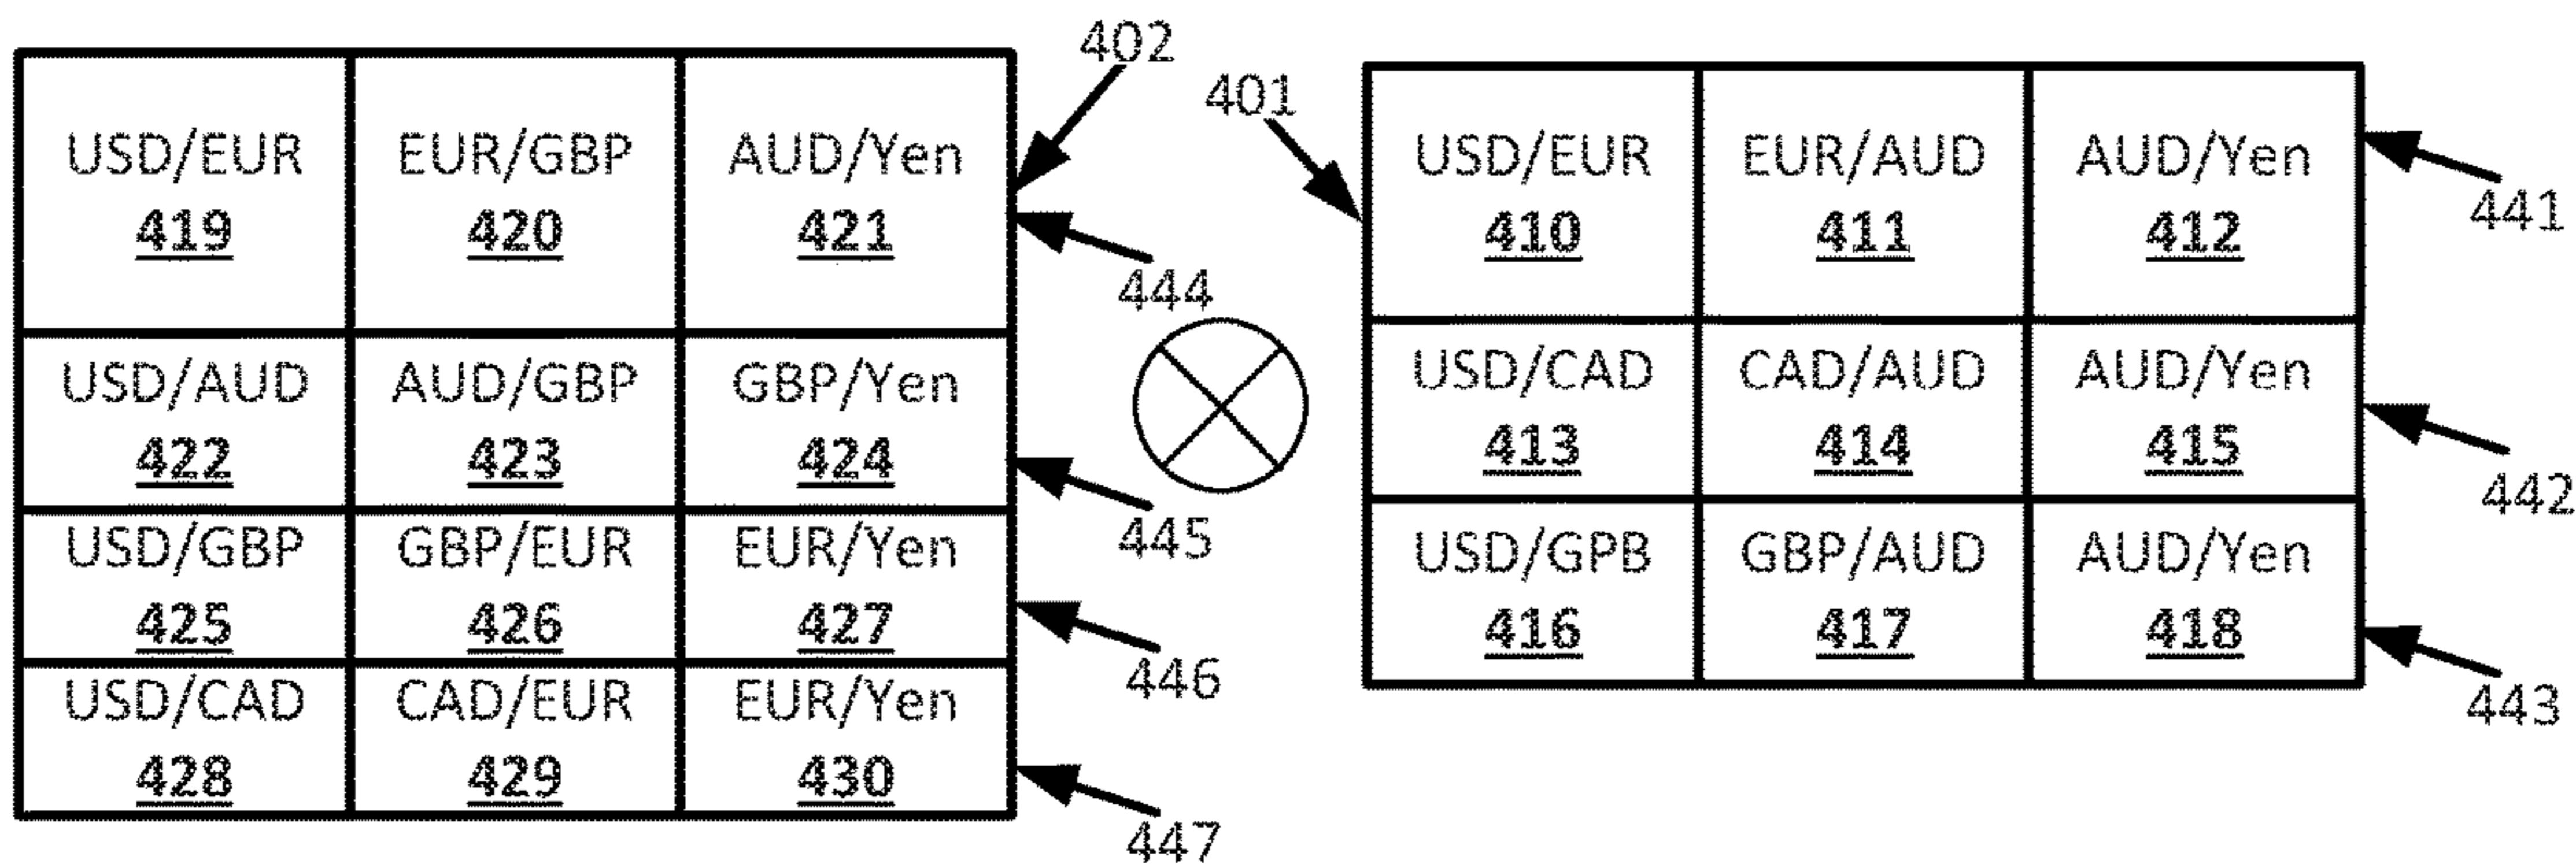 402
USD/EUR EUR/GBP AUD/Yen
419 420 421
444
USD/AUD AUD/GBP GBP/Yen
422 423 424
445
USD/GBP GBP/EUR EUR/Yen
425 426 427
446
USD/CAD CAD/EUR EUR/Yen
428 429 430
447
401
USD/EUR EUR/AUD AUD/Yen
410 411 412
441
USD/CAD CAD/AUD AUD/Yen
413 414 415
442
USD/GPB GBP/AUD AUD/Yen
416 417 418
443